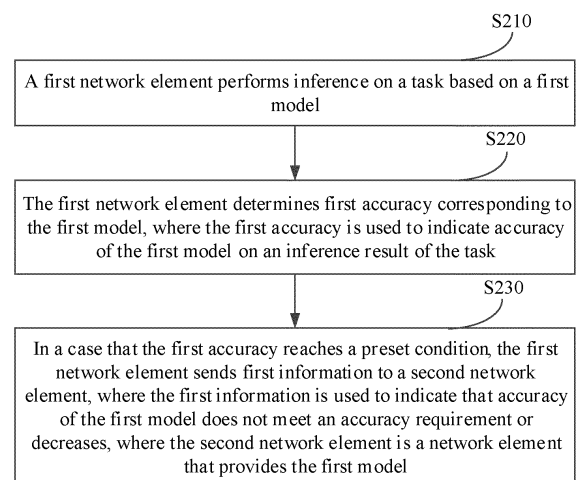 S210
A first network element performs inference on a task based on a first
model
S220
The first network element determines first accuracy corresponding to
the first model, where the first accuracy is used to indicate accuracy
of the first model on an inference result of the task
S230
In a case that the first accuracy reaches a preset condition, the first
network element sends first information to a second network
element, where the first information is used to indicate that accuracy
of the first model does not meet an accuracy requirement or
decreases, where the second network element is a network element
that provides the first model